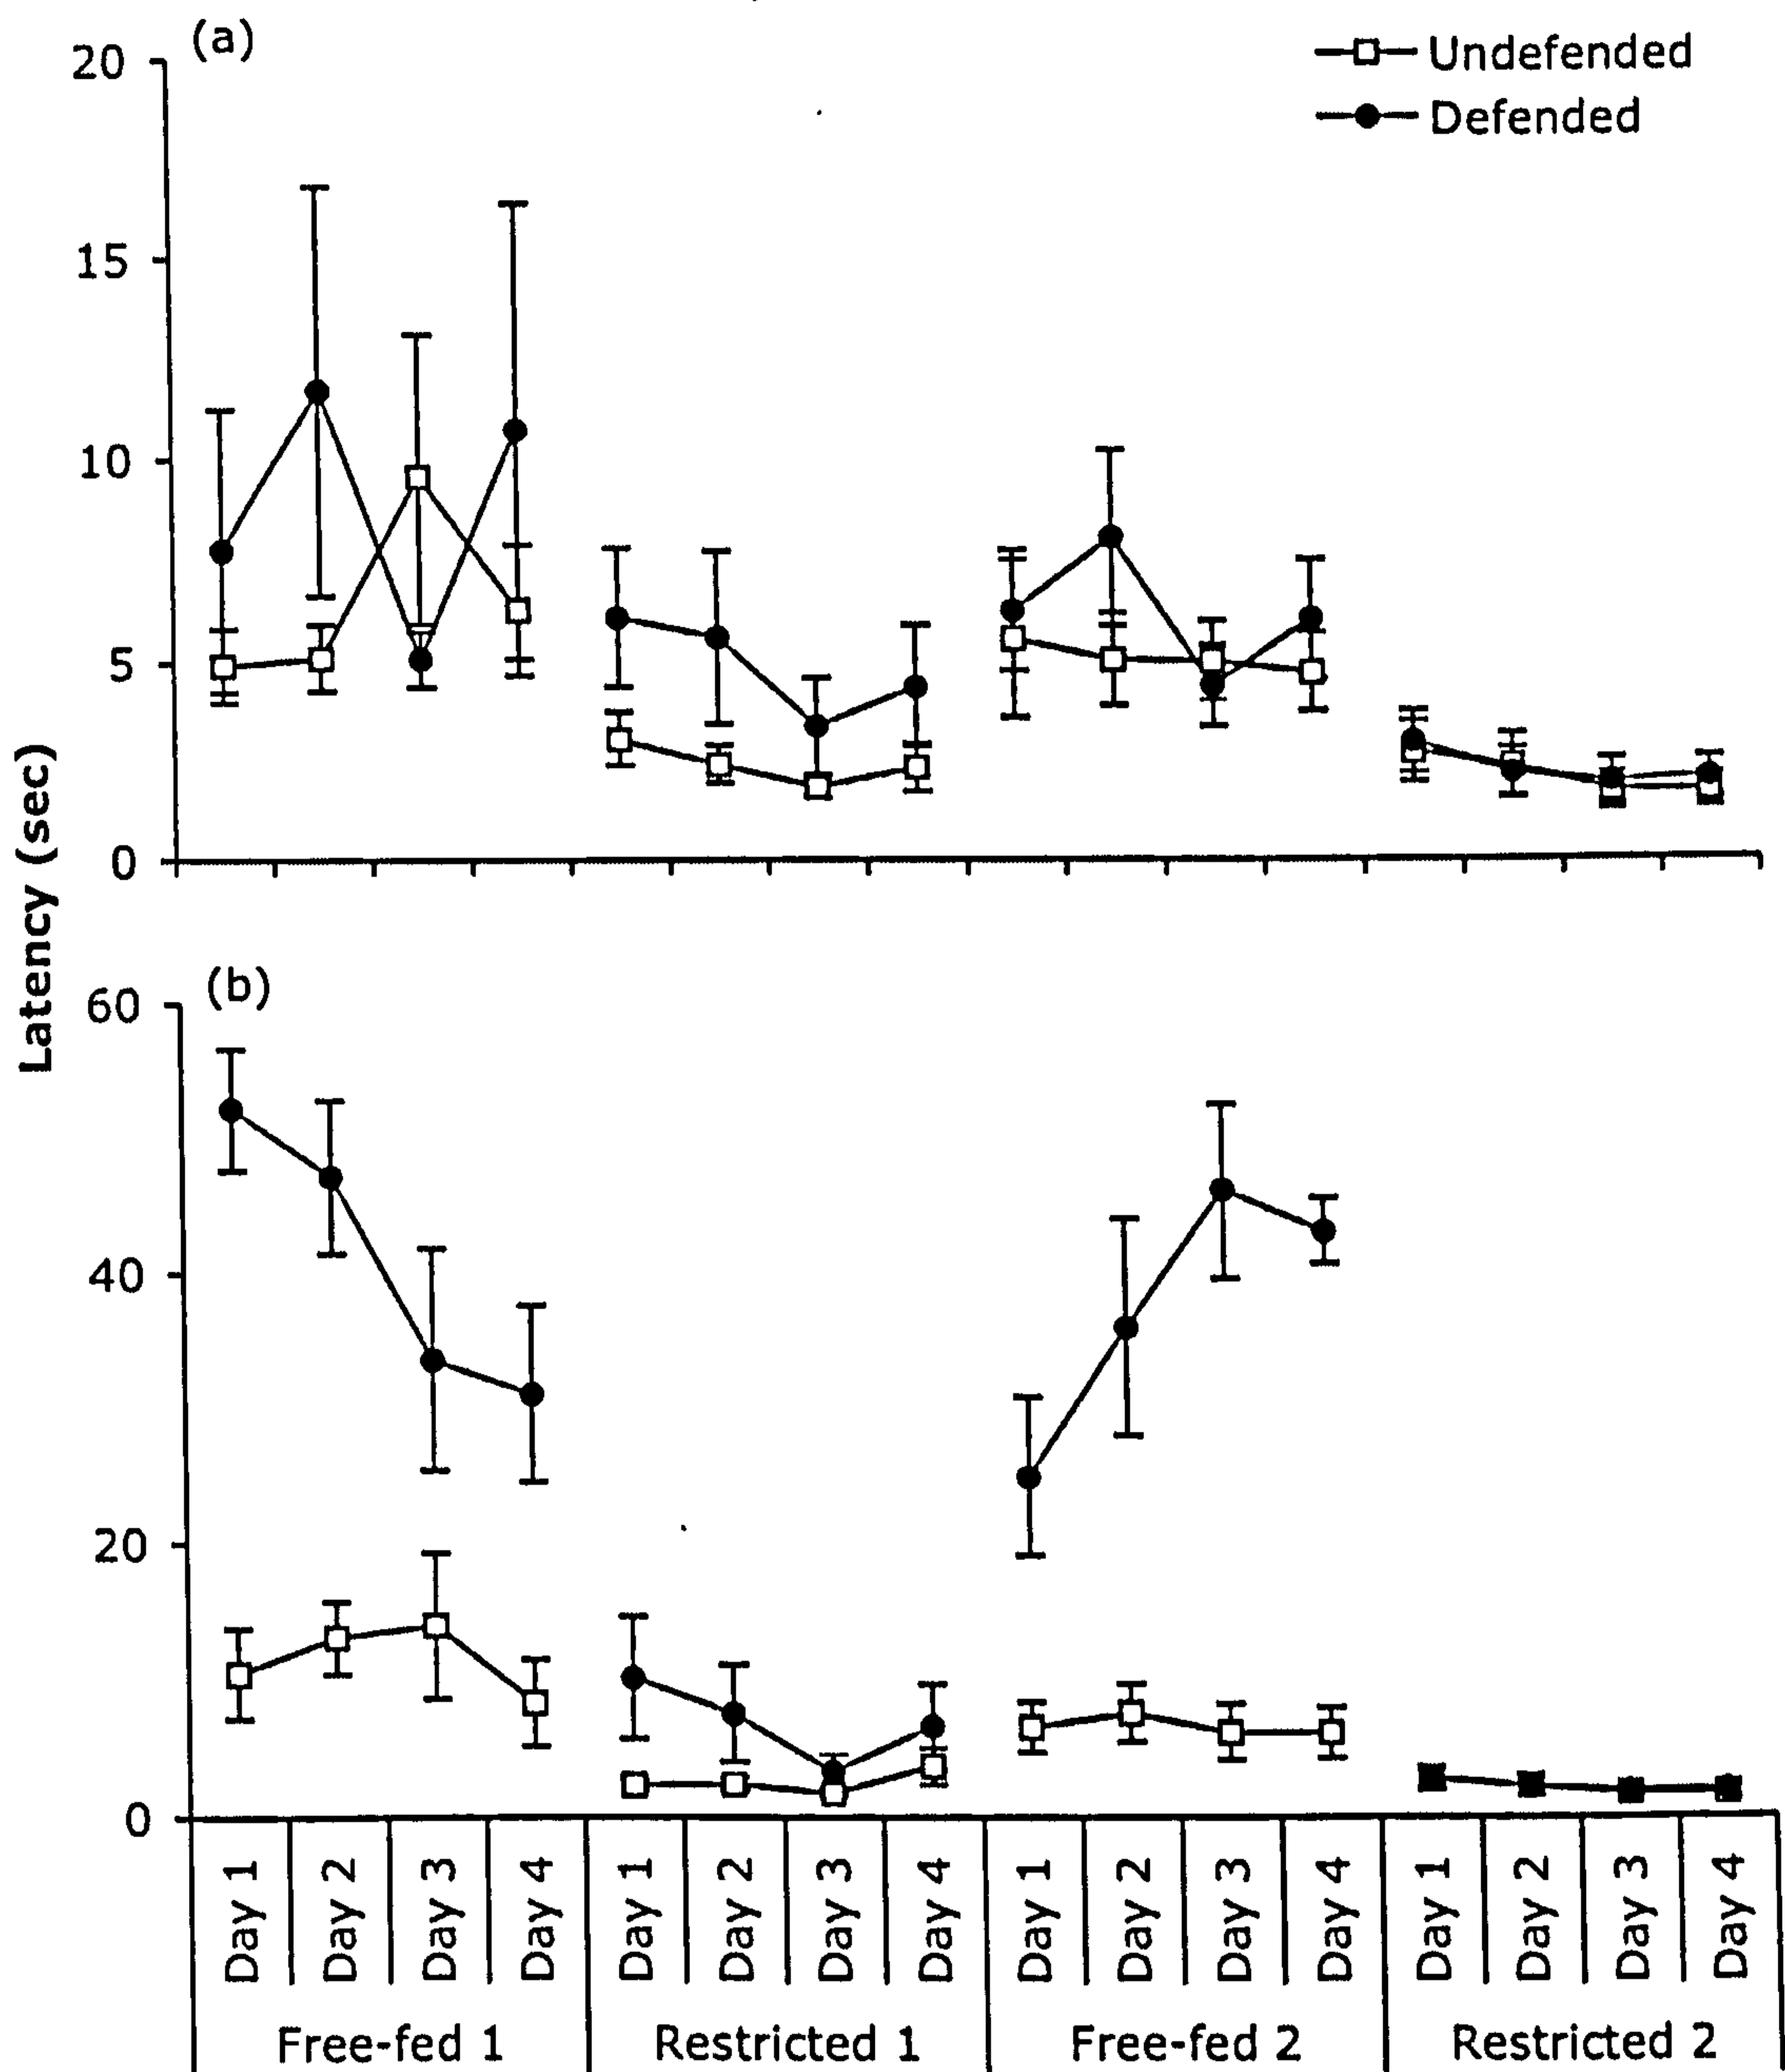 (a)
Undefended
Defended
20
15
10
5
0
Latency (sec)
(b)
60
40
20
0
Day 1 Day 2 Day 3 Day 4 Day 1 Day 2 Day 3 Day 4 Day 1 Day 2 Day 3 Day 4 Day 1 Day 2 Day 3 Day 4
Free-fed 1 Restricted 1 Free-fed 2 Restricted 2